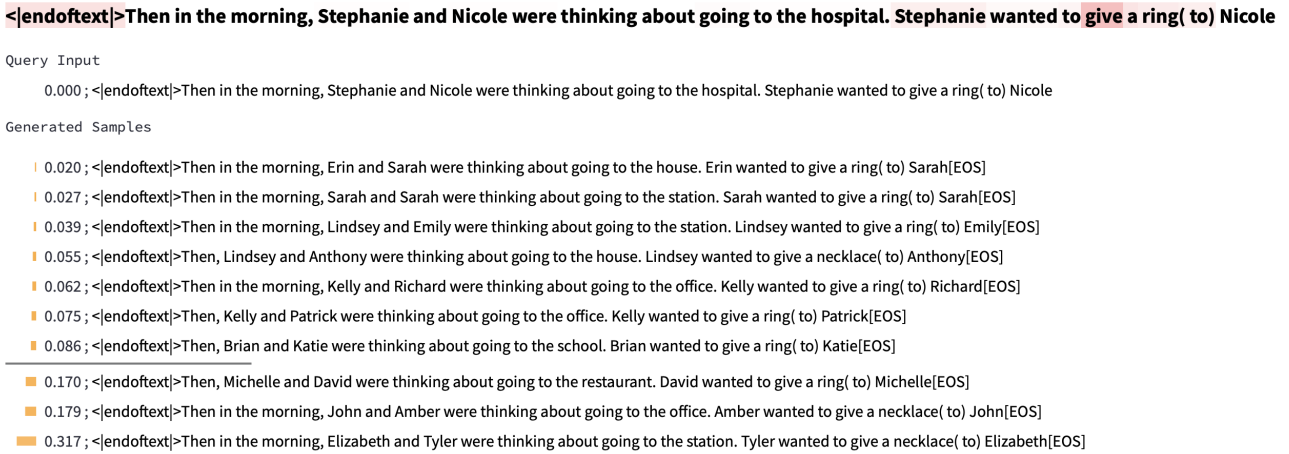 <|endoftext|>Then in the morning, Stephanie and Nicole were thinking about going to the hospital. Stephanie wanted to give a ring( to) Nicole
Query Input
0.000 ; <|endoftext|>Then in the morning, Stephanie and Nicole were thinking about going to the hospital. Stephanie wanted to give a ring( to) Nicole
Generated Samples
0.020 ; <|endoftext|>Then in the morning, Erin and Sarah were thinking about going to the house. Erin wanted to give a ring( to) Sarah[EOS]
0.027 ; <|endoftext|>Then in the morning, Sarah and Sarah were thinking about going to the station. Sarah wanted to give a ring( to) Sarah[EOS]
0.039 ; <|endoftext|>Then in the morning, Lindsey and Emily were thinking about going to the station. Lindsey wanted to give a ring( to) Emily[EOS]
0.055 ; <|endoftext|>Then, Lindsey and Anthony were thinking about going to the house. Lindsey wanted to give a necklace( to) Anthony[EOS]
0.062 ; <|endoftext|>Then in the morning, Kelly and Richard were thinking about going to the office. Kelly wanted to give a ring( to) Richard[EOS]
0.075 ; <|endoftext|>Then, Kelly and Patrick were thinking about going to the office. Kelly wanted to give a ring( to) Patrick[EOS]
0.086 ; <|endoftext|>Then, Brian and Katie were thinking about going to the school. Brian wanted to give a ring( to) Katie[EOS]
0.170 ; <|endoftext|>Then, Michelle and David were thinking about going to the restaurant. David wanted to give a ring( to) Michelle[EOS]
0.179 ; <|endoftext|>Then in the morning, John and Amber were thinking about going to the office. Amber wanted to give a necklace( to) John[EOS]
0.317 ; <|endoftext|>Then in the morning, Elizabeth and Tyler were thinking about going to the station. Tyler wanted to give a necklace( to) Elizabeth[EOS]